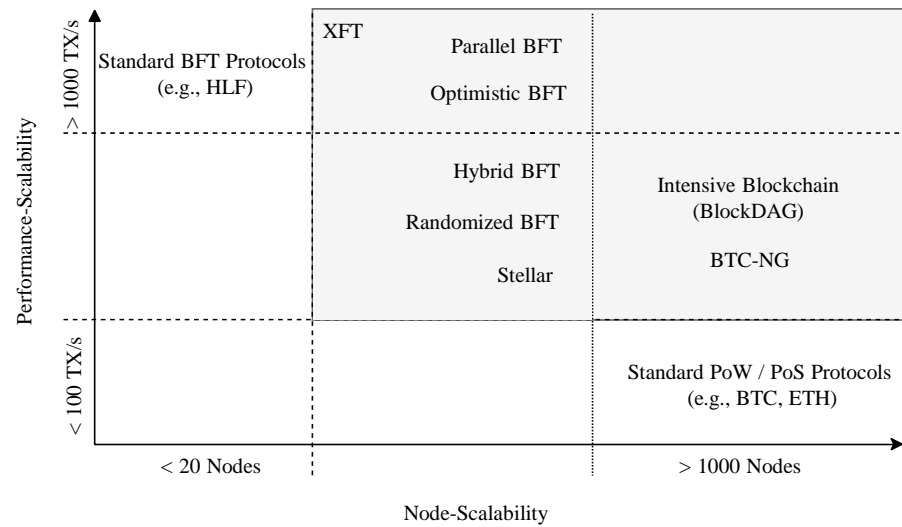 > 1000 TX/s
Standard BFT Protocols
(e.g., HLF)
XFT
Parallel BFT
Optimistic BFT
Performance-Scalability
Hybrid BFT
Randomized BFT
Stellar
Intensive Blockchain
(BlockDAG)
BTC-NG
< 100 TX/s
Standard PoW / PoS Protocols
(e.g., BTC, ETH)
< 20 Nodes
> 1000 Nodes
Node-Scalability